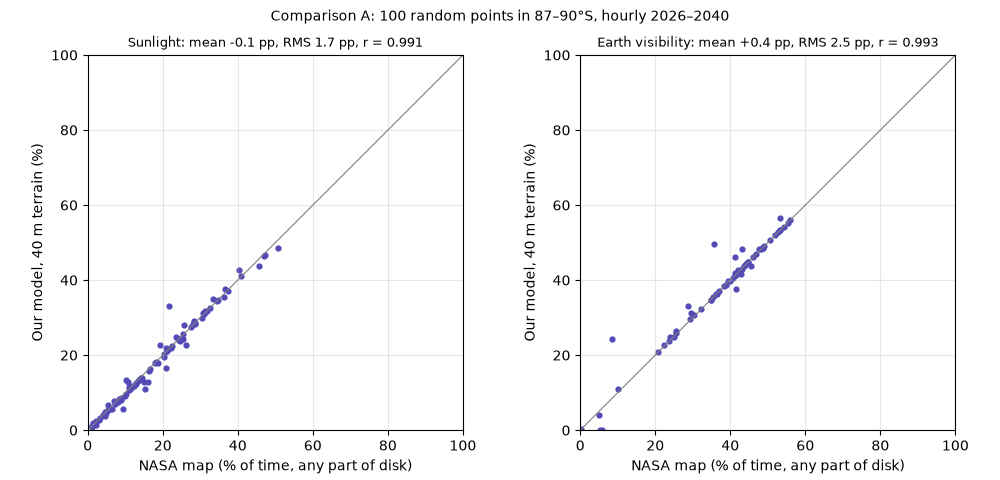 Comparison A: 100 random points in 87–90°S, hourly 2026–2040
Sunlight: mean -0.1 pp, RMS 1.7 pp, r = 0.991
100
80
60
40
20
0
Our model, 40 m terrain (%)
0 20 40 60 80 100
NASA map (% of time, any part of disk)
Earth visibility: mean +0.4 pp, RMS 2.5 pp, r = 0.993
100
80
60
40
20
0
Our model, 40 m terrain (%)
0 20 40 60 80 100
NASA map (% of time, any part of disk)